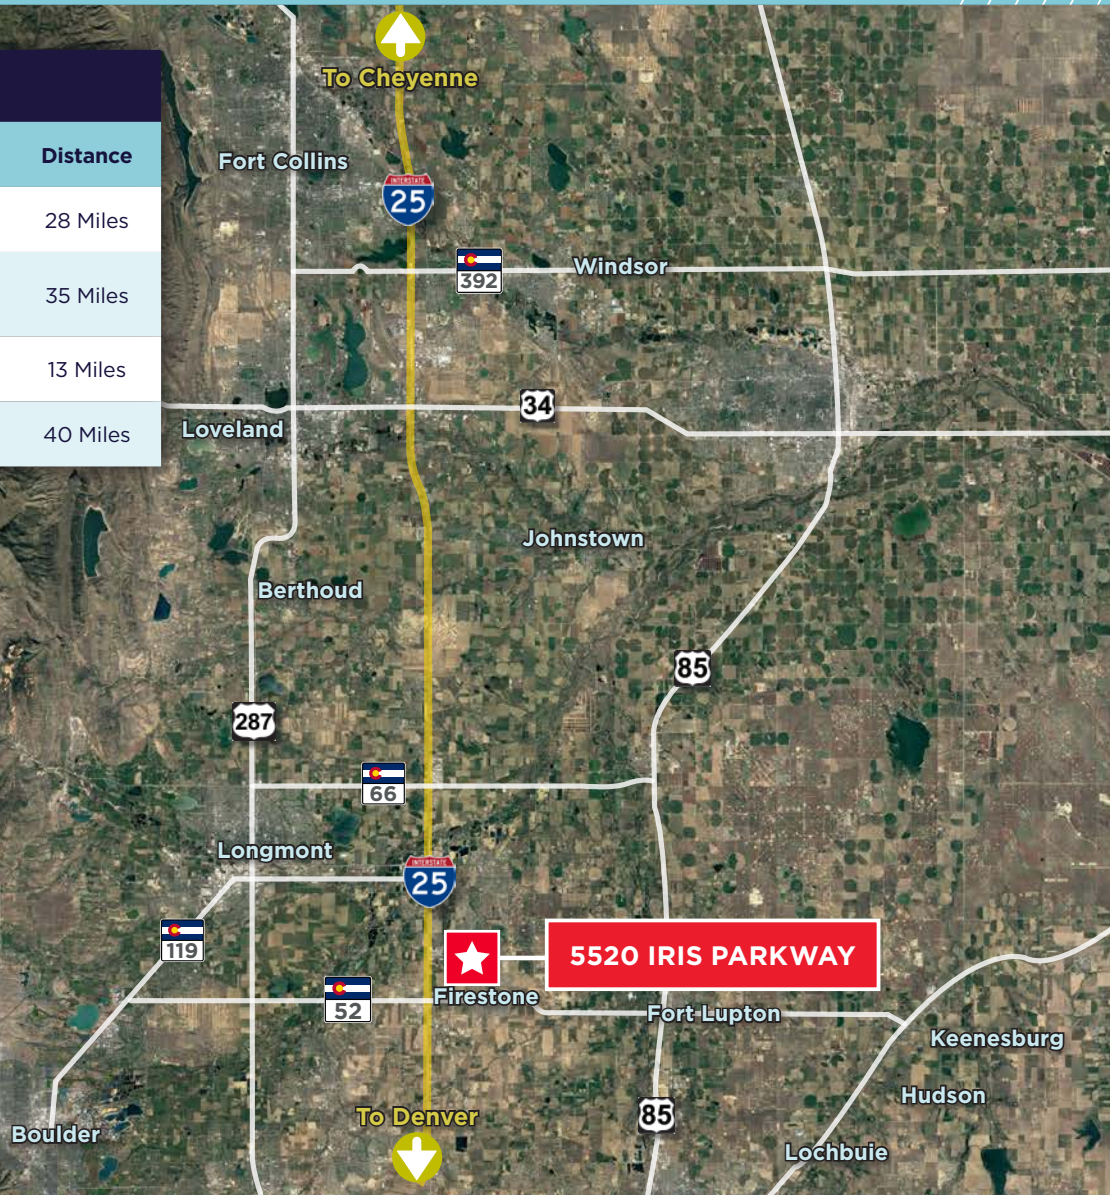 To Cheyenne
Distance
28 Miles
35 Miles
13 Miles
40 Miles
Fort Collins
INTERSTATE
25
392
Windsor
34
Loveland
Johnstown
Berthoud
85
287
66
Longmont
INTERSTATE
25
119
5520 IRIS PARKWAY
52
Firestone
Fort Lupton
Keenesburg
Hudson
85
To Denver
Boulder
Lochbuie